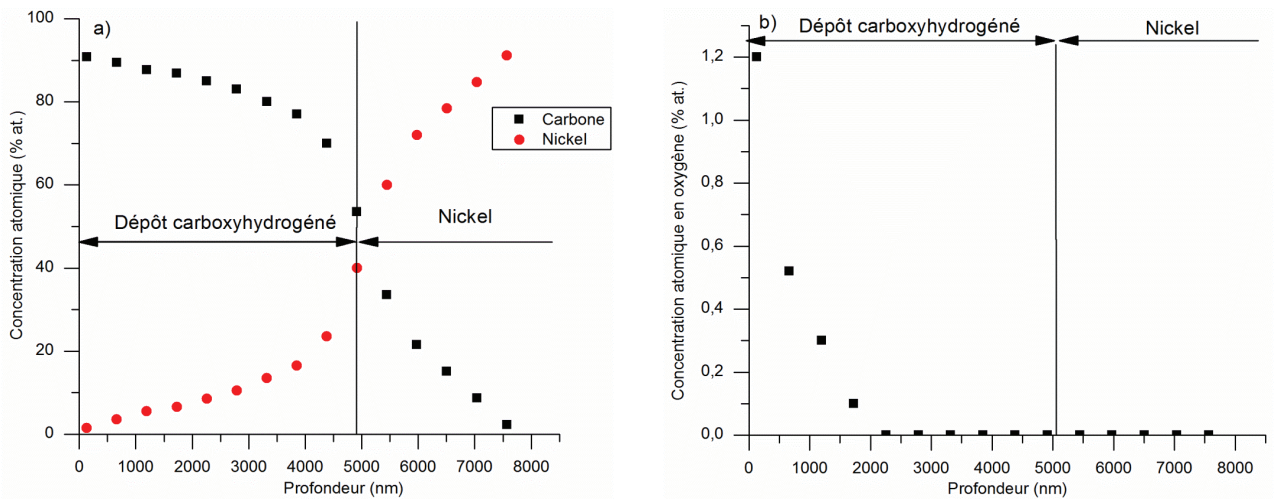 a)
Concentration atomique (% at.)
100
80
60
40
20
0
Carbone
Nickel
Dépôt carboxyhydrogéné
Nickel
0 1000 2000 3000 4000 5000 6000 7000 8000
Profondeur (nm)
b)
Dépôt carboxyhydrogéné
Nickel
Concentration atomique en oxygène (% at.)
1,2
1,0
0,8
0,6
0,4
0,2
0,0
0 1000 2000 3000 4000 5000 6000 7000 8000
Profondeur (nm)